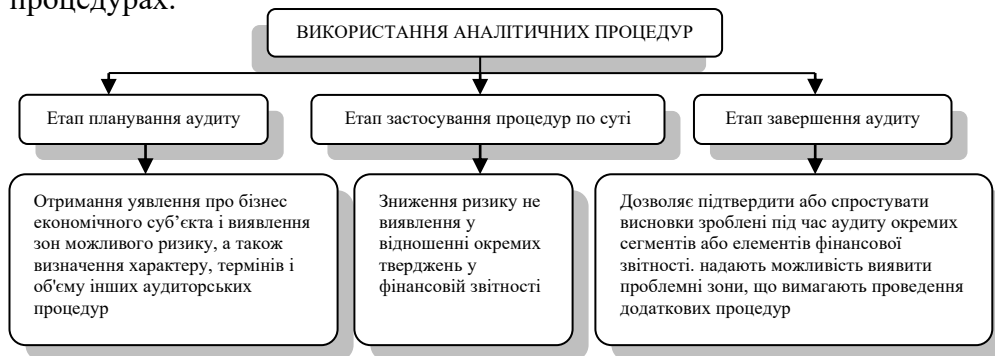 процедурах.
ВИКОРИСТАННЯ АНАЛІТИЧНИХ ПРОЦЕДУР
Етап планування аудиту
Етап застосування процедур по суті
Етап завершення аудиту
Отримання уявлення про бізнес
економічного суб’єкта і виявлення
зон можливого ризику, а також
визначення характеру, термінів і
об'єму інших аудиторських
процедур
Зниження ризику не
виявлення у
відношенні окремих
тверджень у
фінансовій звітності
Дозволяє підтвердити або спростувати
висновки зроблені під час аудиту окремих
сегментів або елементів фінансової
звітності. надають можливість виявити
проблемні зони, що вимагають проведення
додаткових процедур